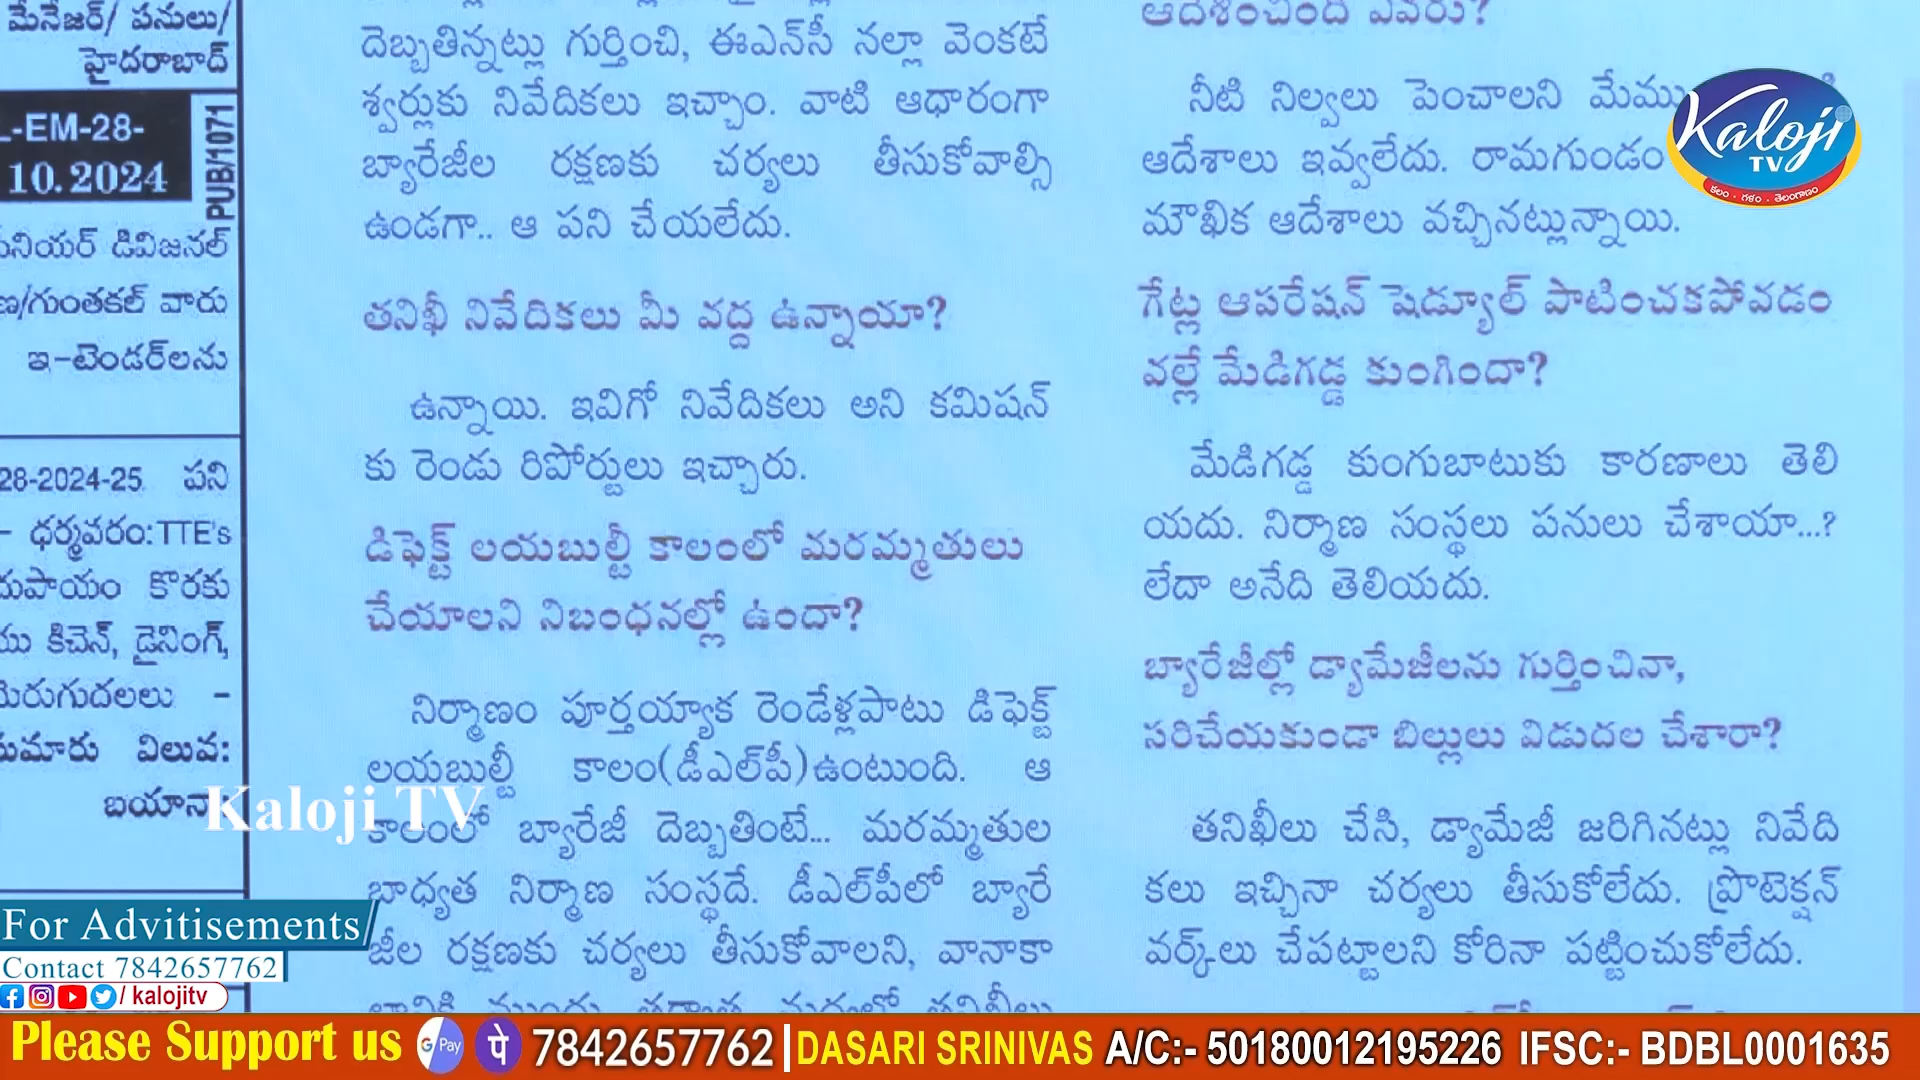 మేనేజర్/ పనులు/
హైదరాబాద్
L-EM-28-
10.2024
PUB/1071
డివిజనల్
/గుంతకల్ వారు
ఇ-టెండర్‌లను
28-2024-25 పని
- ధర్మవరం:TTE's
కొరకు
కిచెన్, డైనింగ్,
మెరుగుదలలు -
విలువ:
దెబ్బతిన్నట్లు గుర్తించి, ఈఎన్‌సీ నల్లా వెంకటే
శ్వర్లుకు నివేదికలు ఇచ్చాం. వాటి ఆధారంగా
బ్యారేజీల రక్షణకు చర్యలు తీసుకోవాల్సి
ఉండగా.. ఆ పని చేయలేదు.
తనిఖీ నివేదికలు మీ వద్ద ఉన్నాయా?
ఉన్నాయి. ఇవిగో నివేదికలు అని కమిషన్
కు రెండు రిపోర్టులు ఇచ్చారు.
డిఫెక్ట్ లయబుల్టీ కాలంలో మరమ్మతులు
చేయాలని నిబంధనల్లో ఉందా?
నిర్మాణం పూర్తయ్యాక రెండేళ్లపాటు డిఫెక్ట్
లయబుల్టీ కాలం(డీఎల్‌పీ)ఉంటుంది. ఆ
కాలంలో బ్యారేజీ దెబ్బతింటే... మరమ్మతుల
బాధ్యత నిర్మాణ సంస్థదే. డీఎల్‌పీలో బ్యారే
జీల రక్షణకు చర్యలు తీసుకోవాలని, వానాకా
ఆదేశించింది ఎవరు?
నీటి నిల్వలు పెంచాలని మేము
ఆదేశాలు ఇవ్వలేదు. రామగుండం
మౌఖిక ఆదేశాలు వచ్చినట్లున్నాయి.
గేట్ల ఆపరేషన్ షెడ్యూల్ పాటించకపోవడం
వల్లే మేడిగడ్డ కుంగిందా?
మేడిగడ్డ కుంగుబాటుకు కారణాలు తెలి
యదు. నిర్మాణ సంస్థలు పనులు చేశాయా...?
లేదా అనేది తెలియదు.
బ్యారేజీల్లో డ్యామేజీలను గుర్తించినా,
సరిచేయకుండా బిల్లులు విడుదల చేశారా?
తనిఖీలు చేసి, డ్యామేజీ జరిగినట్లు నివేది
కలు ఇచ్చినా చర్యలు తీసుకోలేదు. ప్రొటెక్షన్
వర్క్‌లు చేపట్టాలని కోరినా పట్టించుకోలేదు.
Kaloji
TV
కలం · గళం · తెలంగాణం
Kaloji TV
For Advitisements
Contact 7842657762
/ kalojitv
Please Support us G Pay पे 7842657762 | DASARI SRINIVAS A/C:- 50180012195226 IFSC:- BDBL0001635